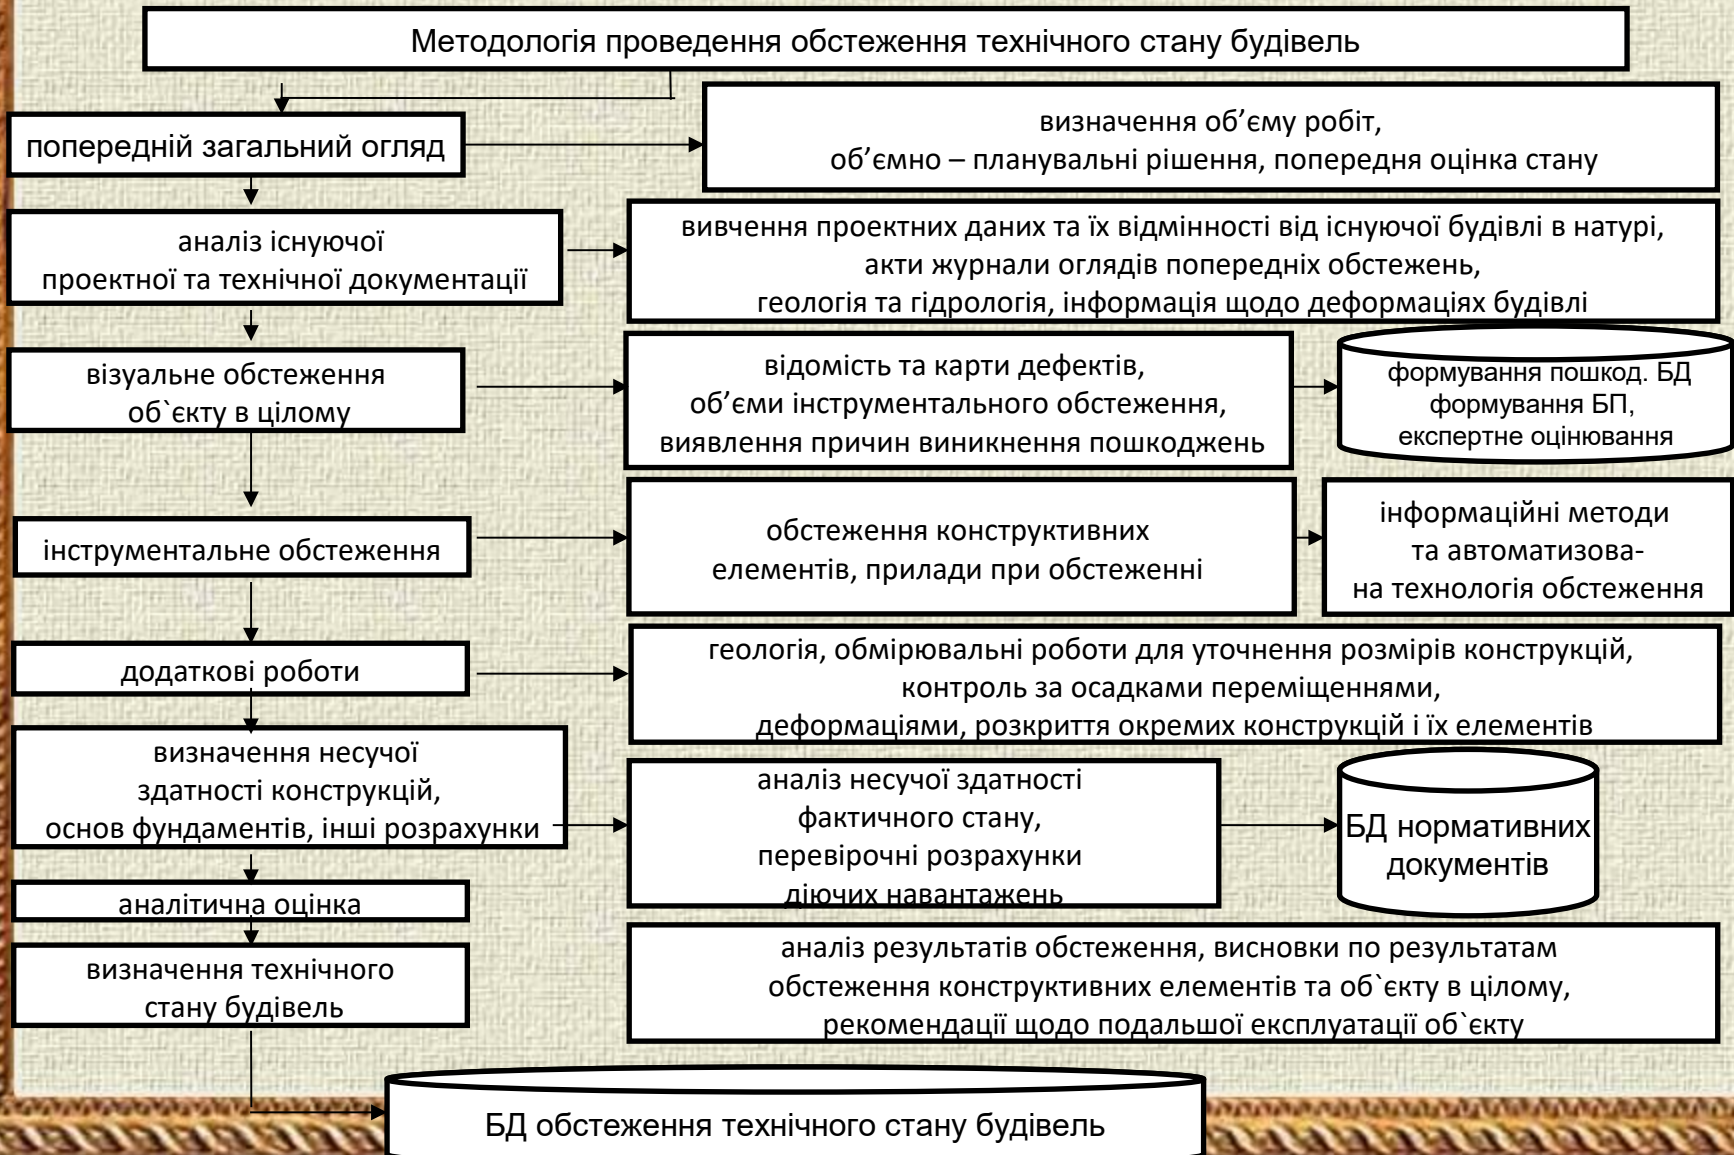 Методологія проведення обстеження технічного стану будівель
попередній загальний огляд
визначення об’єму робіт,
об’ємно – планувальні рішення, попередня оцінка стану
аналіз існуючої
проектної та технічної документації
вивчення проектних даних та їх відмінності від існуючої будівлі в натурі,
акти журнали оглядів попередніх обстежень,
геологія та гідрологія, інформація щодо деформаціях будівлі
візуальне обстеження
об`єкту в цілому
відомість та карти дефектів,
об’єми інструментального обстеження,
виявлення причин виникнення пошкоджень
формування пошкод. БД
формування БП,
експертне оцінювання
інструментальне обстеження
обстеження конструктивних
елементів, прилади при обстеженні
інформаційні методи
та автоматизова-
на технологія обстеження
додаткові роботи
геологія, обмірювальні роботи для уточнення розмірів конструкцій,
контроль за осадками переміщеннями,
деформаціями, розкриття окремих конструкцій і їх елементів
визначення несучої
здатності конструкцій,
основ фундаментів, інші розрахунки
аналіз несучої здатності
фактичного стану,
перевірочні розрахунки
діючих навантажень
БД нормативних
документів
аналітична оцінка
визначення технічного
стану будівель
аналіз результатів обстеження, висновки по результатам
обстеження конструктивних елементів та об`єкту в цілому,
рекомендації щодо подальшої експлуатації об`єкту
БД обстеження технічного стану будівель